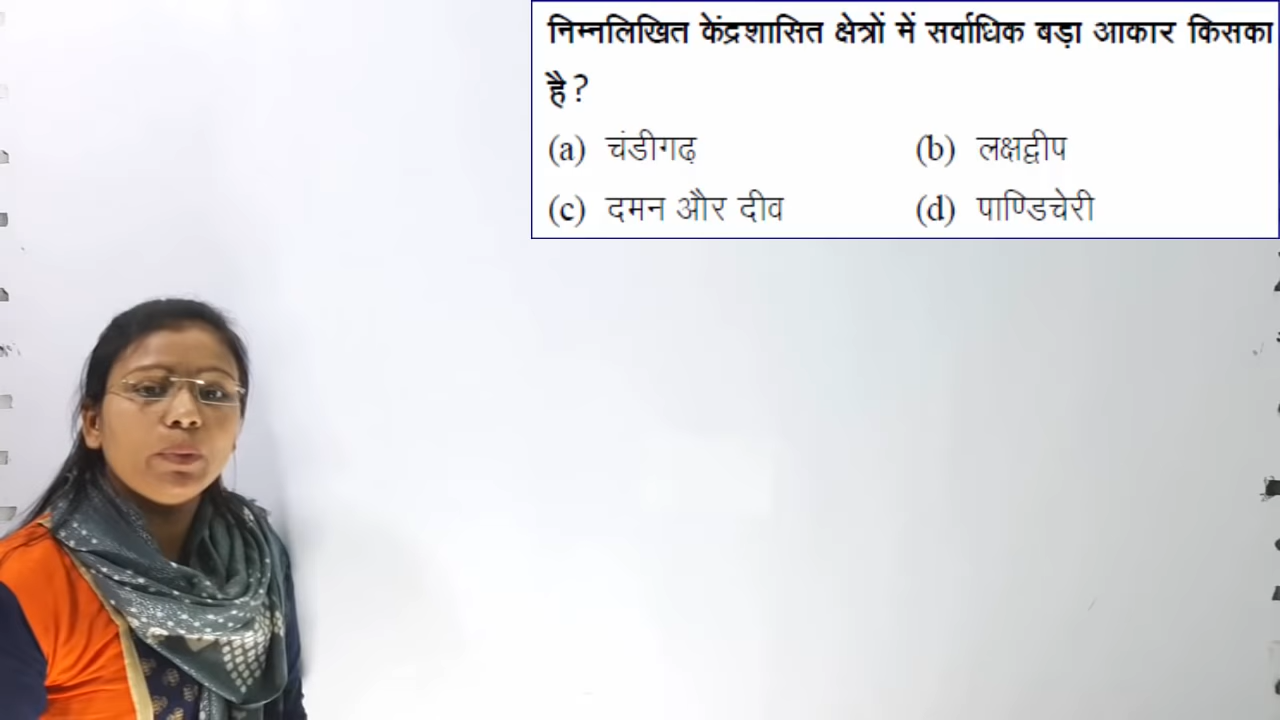 निम्नलिखित केंद्रशासित क्षेत्रों में सर्वाधिक बड़ा आकार किसका
है ?
(a) चंडीगढ़ (b) लक्षद्वीप
(c) दमन और दीव (d) पाण्डिचेरी